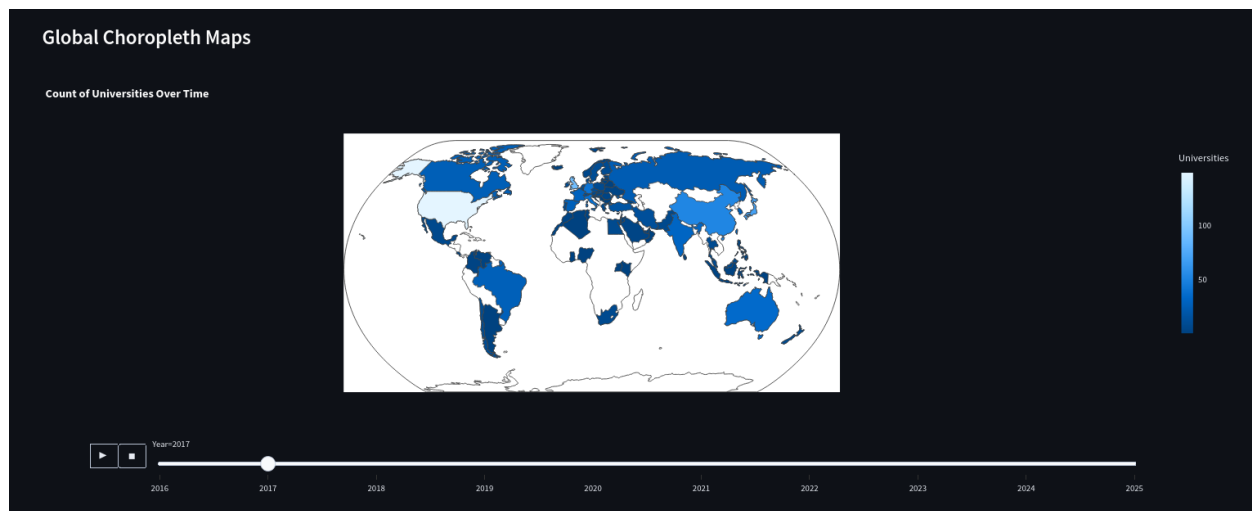 Global Choropleth Maps
Count of Universities Over Time
Universities
100
50
Year=2017
2016 2017 2018 2019 2020 2021 2022 2023 2024 2025